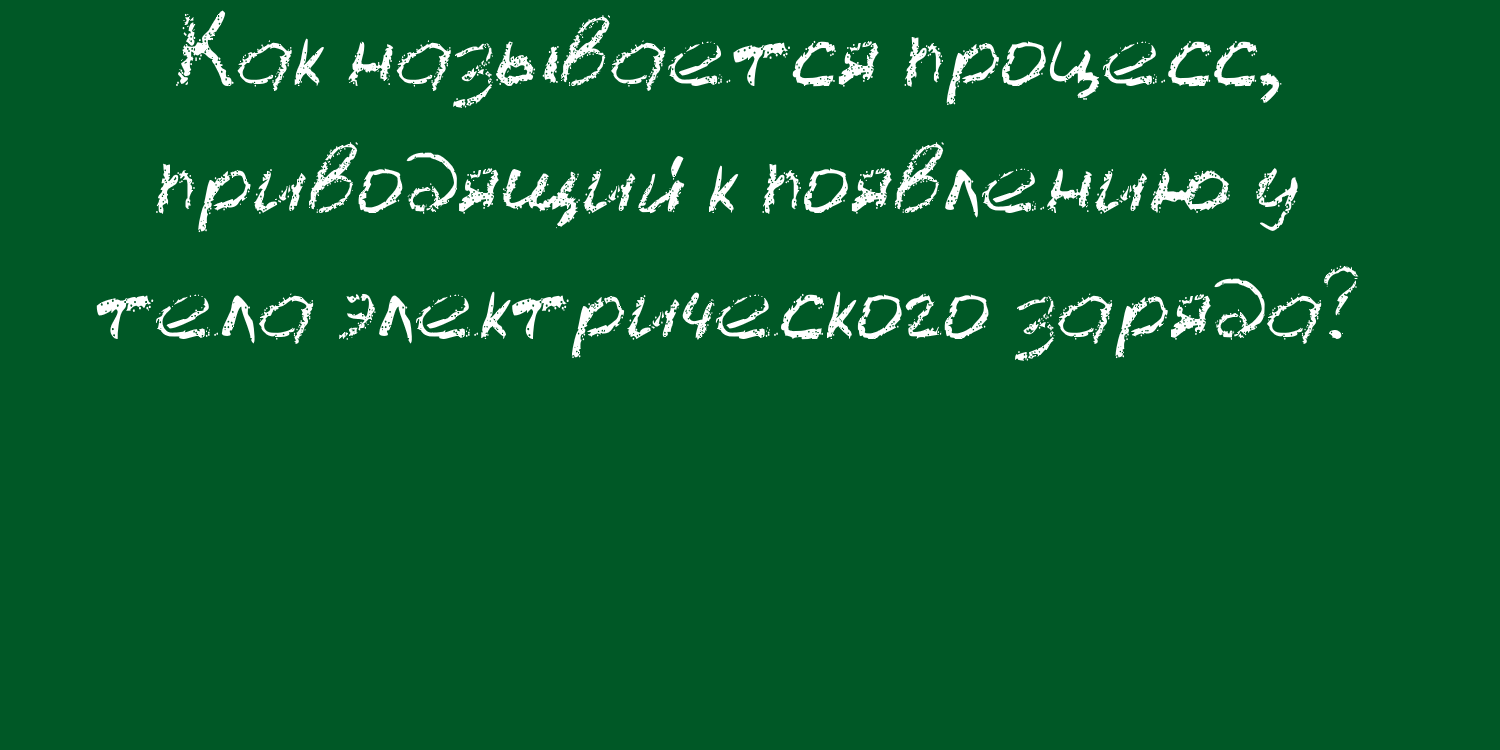 Как называется процесс,
приводящий к появлению у
тела электрического заряда?